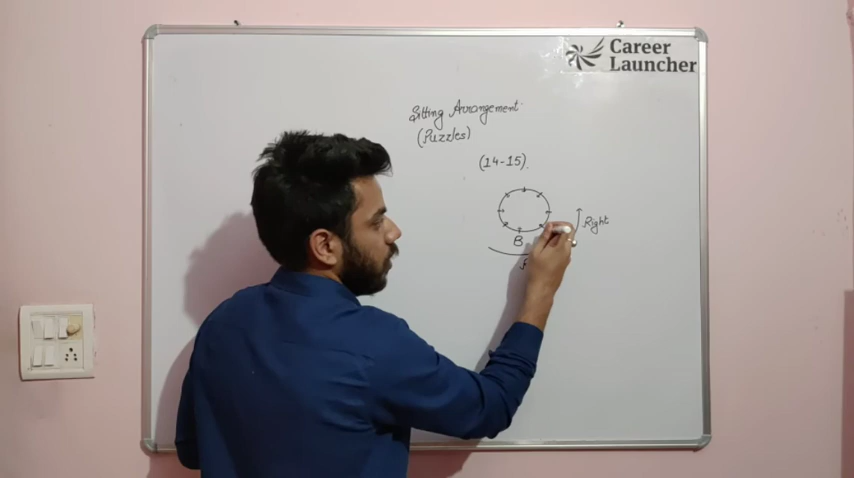 Career
Launcher
Sitting Arrangement
(Puzzles)
(14-15).
Right
B